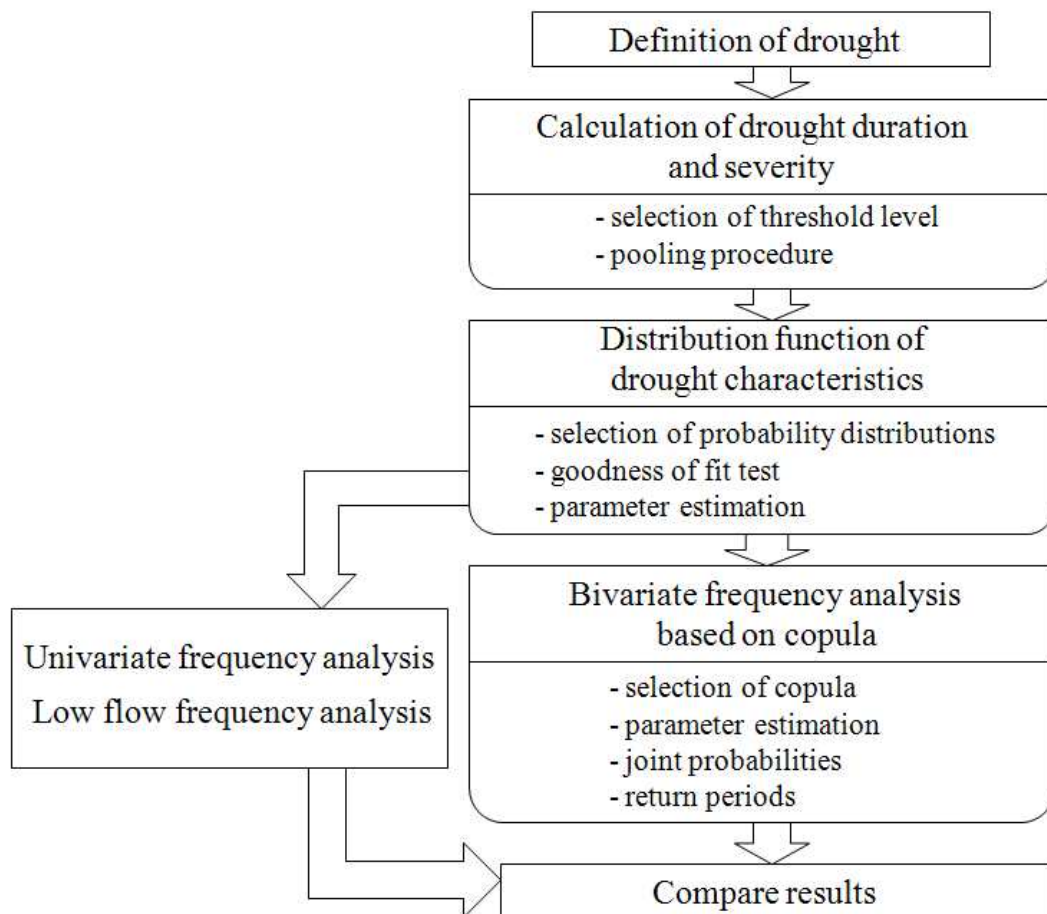 Definition of drought
Calculation of drought duration
and severity
- selection of threshold level
- pooling procedure
Distribution function of
drought characteristics
- selection of probability distributions
- goodness of fit test
- parameter estimation
Univariate frequency analysis
Low flow frequency analysis
Bivariate frequency analysis
based on copula
- selection of copula
- parameter estimation
- joint probabilities
- return periods
Compare results